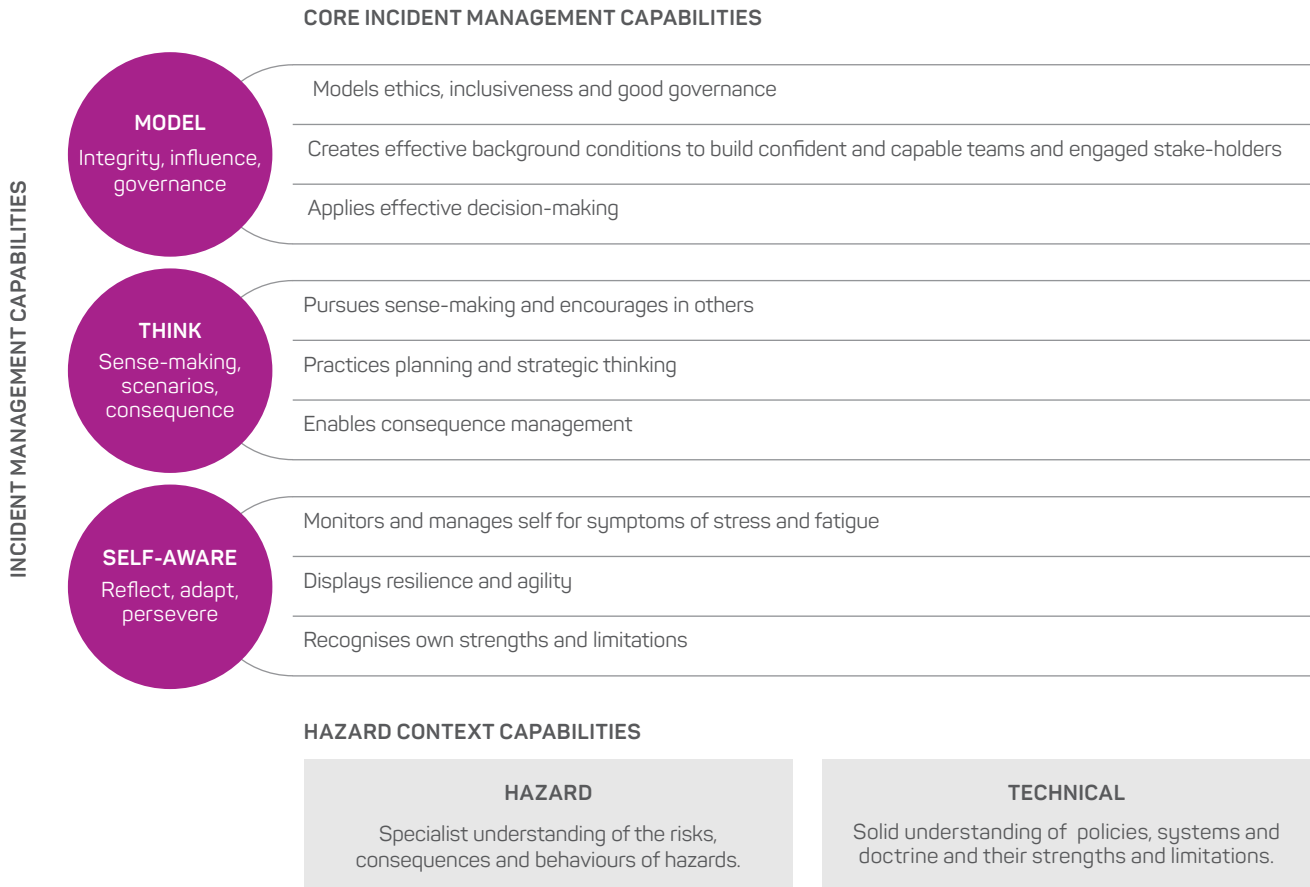 CORE INCIDENT MANAGEMENT CAPABILITIES
INCIDENT MANAGEMENT CAPABILITIES
MODEL
Integrity, influence,
governance
Models ethics, inclusiveness and good governance
Creates effective background conditions to build confident and capable teams and engaged stake-holders
Applies effective decision-making
THINK
Sense-making,
scenarios,
consequence
Pursues sense-making and encourages in others
Practices planning and strategic thinking
Enables consequence management
SELF-AWARE
Reflect, adapt,
persevere
Monitors and manages self for symptoms of stress and fatigue
Displays resilience and agility
Recognises own strengths and limitations
HAZARD CONTEXT CAPABILITIES
HAZARD
Specialist understanding of the risks,
consequences and behaviours of hazards.
TECHNICAL
Solid understanding of policies, systems and
doctrine and their strengths and limitations.